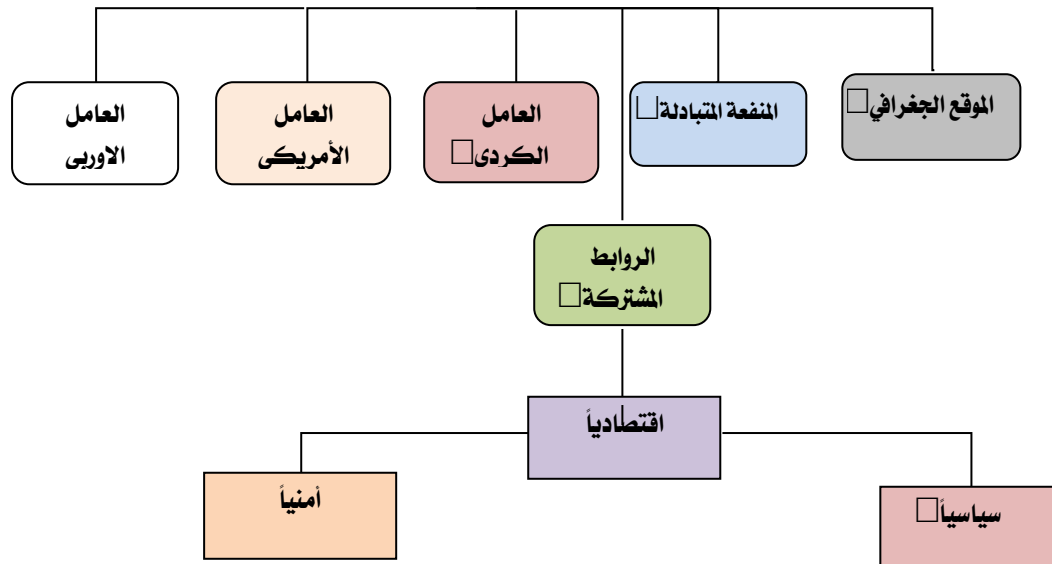 الموقع الجغرافي
المنفعة المتبادلة
العامل
الكردى
العامل
الأمريكى
العامل
الاوربى
الروابط
المشتركة
اقتصادياً
سياسياً
أمنياً